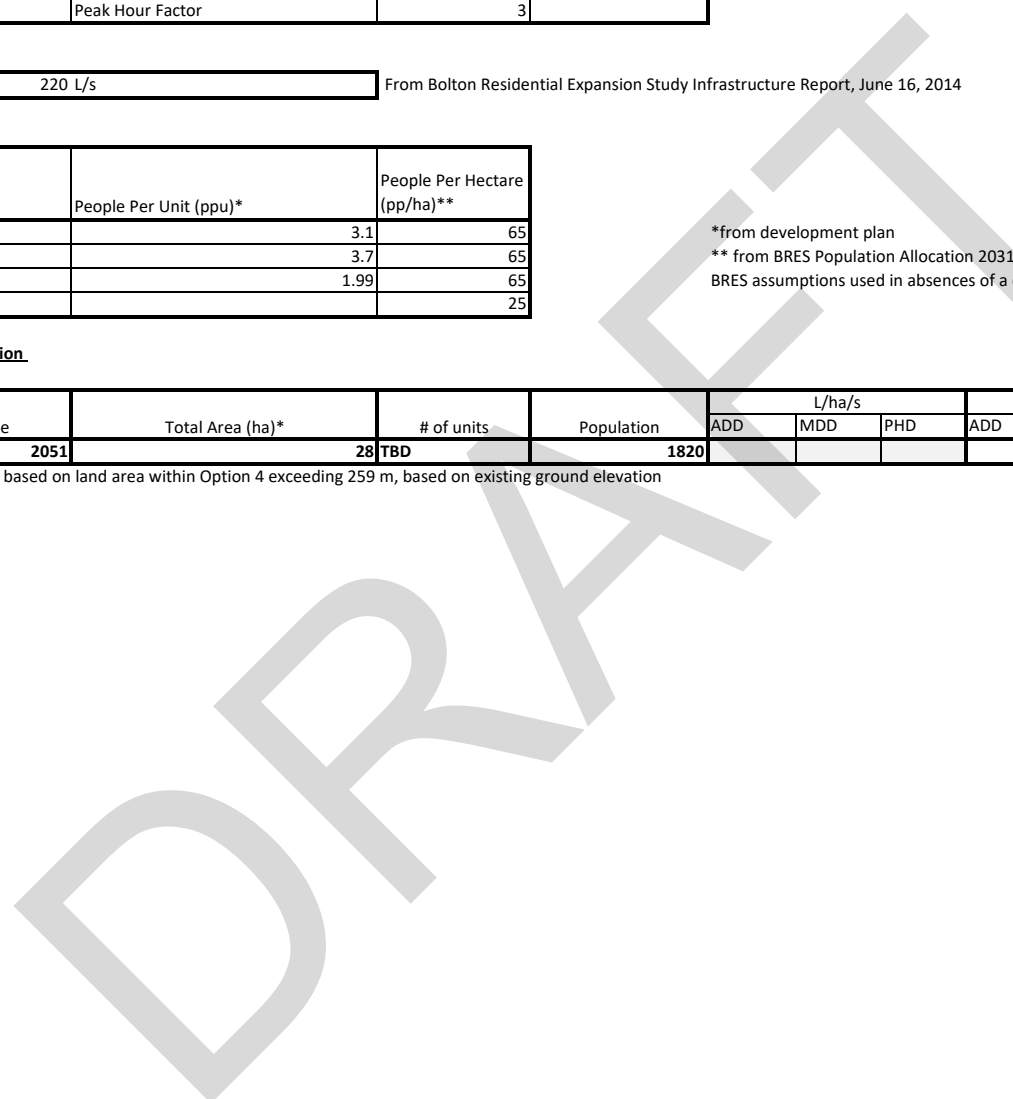 Peak Hour Factor 3
220 L/s From Bolton Residential Expansion Study Infrastructure Report, June 16, 2014
People Per Unit (ppu)* People Per Hectare (pp/ha)**
3.1 65 *from development plan
3.7 65 ** from BRES Population Allocation 2031
1.99 65 BRES assumptions used in absences of a
25
ion
L/ha/s
e Total Area (ha)* # of units Population ADD MDD PHD ADD
2051 28 TBD 1820
based on land area within Option 4 exceeding 259 m, based on existing ground elevation
DRAFT